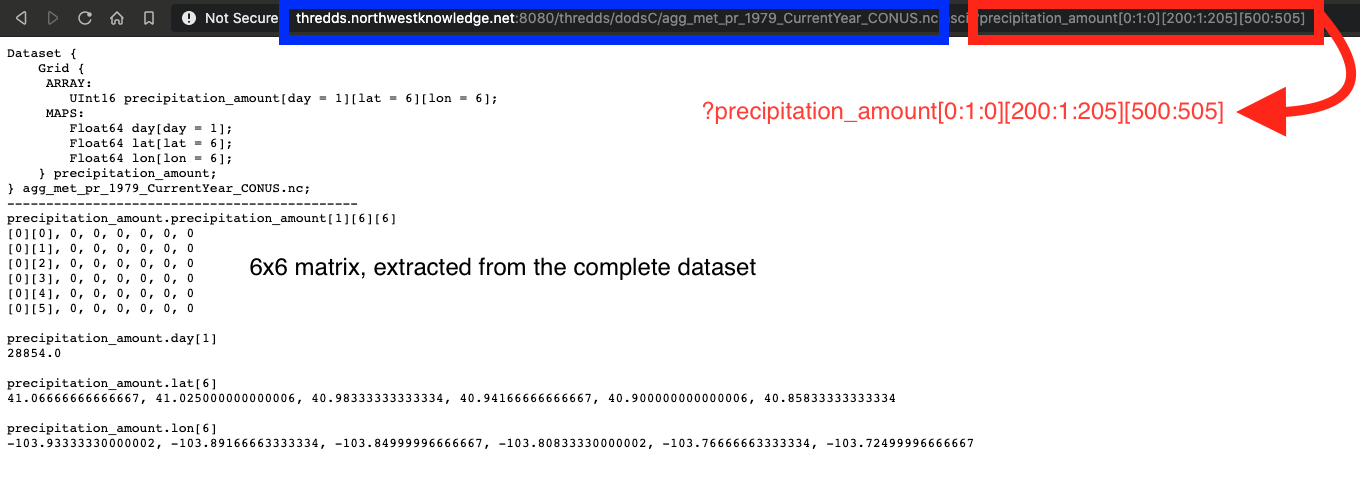 Not Secure thredds.northwestknowledge.net:8080/thredds/dodsC/agg_met_pr_1979_CurrentYear_CONUS.nc.ascii?precipitation_amount[0:1:0][200:1:205][500:505]
Dataset {
Grid {
ARRAY:
UInt16 precipitation_amount[day = 1][lat = 6][lon = 6];
?precipitation_amount[0:1:0][200:1:205][500:505]
MAPS:
Float64 day[day = 1];
Float64 lat[lat = 6];
Float64 lon[lon = 6];
} precipitation_amount;
} agg_met_pr_1979_CurrentYear_CONUS.nc;
---------------------------------------------
precipitation_amount.precipitation_amount[1][6][6]
[0][0], 0, 0, 0, 0, 0, 0
[0][1], 0, 0, 0, 0, 0, 0
[0][2], 0, 0, 0, 0, 0, 0
6x6 matrix, extracted from the complete dataset
[0][3], 0, 0, 0, 0, 0, 0
[0][4], 0, 0, 0, 0, 0, 0
[0][5], 0, 0, 0, 0, 0, 0
precipitation_amount.day[1]
28854.0
precipitation_amount.lat[6]
41.06666666666667, 41.025000000000006, 40.98333333333334, 40.94166666666667, 40.900000000000006, 40.85833333333334
precipitation_amount.lon[6]
-103.93333330000002, -103.89166663333334, -103.84999996666667, -103.80833330000002, -103.76666663333334, -103.72499996666667